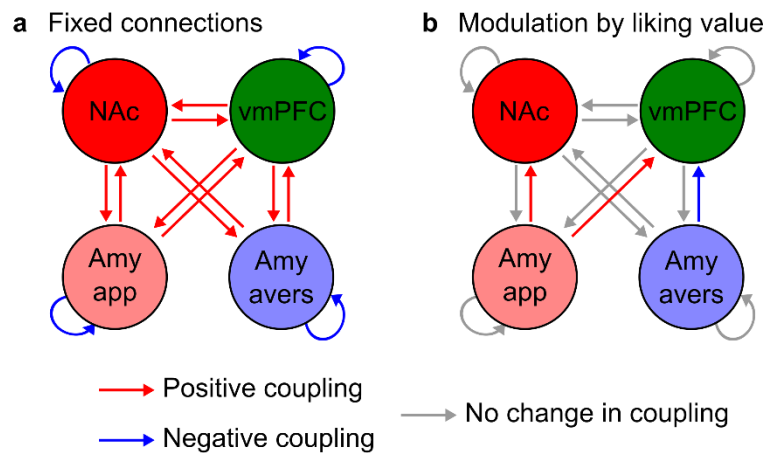 a Fixed connections
b Modulation by liking value
NAc
vmPFC
Amy
app
Amy
avers
NAc
vmPFC
Amy
app
Amy
avers
Positive coupling
Negative coupling
No change in coupling